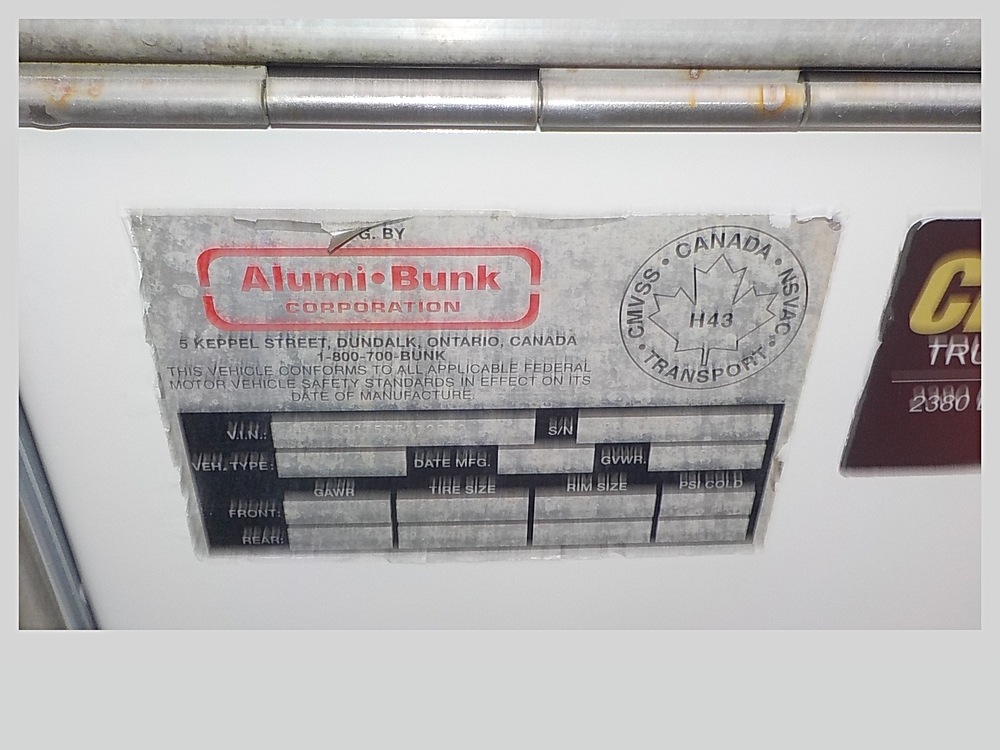 G. BY
Alumi•Bunk
CORPORATION
5 KEPPEL STREET, DUNDALK, ONTARIO, CANADA
1-800-700-BUNK
THIS VEHICLE CONFORMS TO ALL APPLICABLE FEDERAL
MOTOR VEHICLE SAFETY STANDARDS IN EFFECT ON ITS
DATE OF MANUFACTURE
CANADA • NSVAC • TRANSPORT • CMVSS •
H43
V.I.N.: S/N
VEH. TYPE: DATE MFG. GVWR.
GAWR TIRE SIZE RIM SIZE PSI COLD
FRONT:
REAR:
TRU
2380